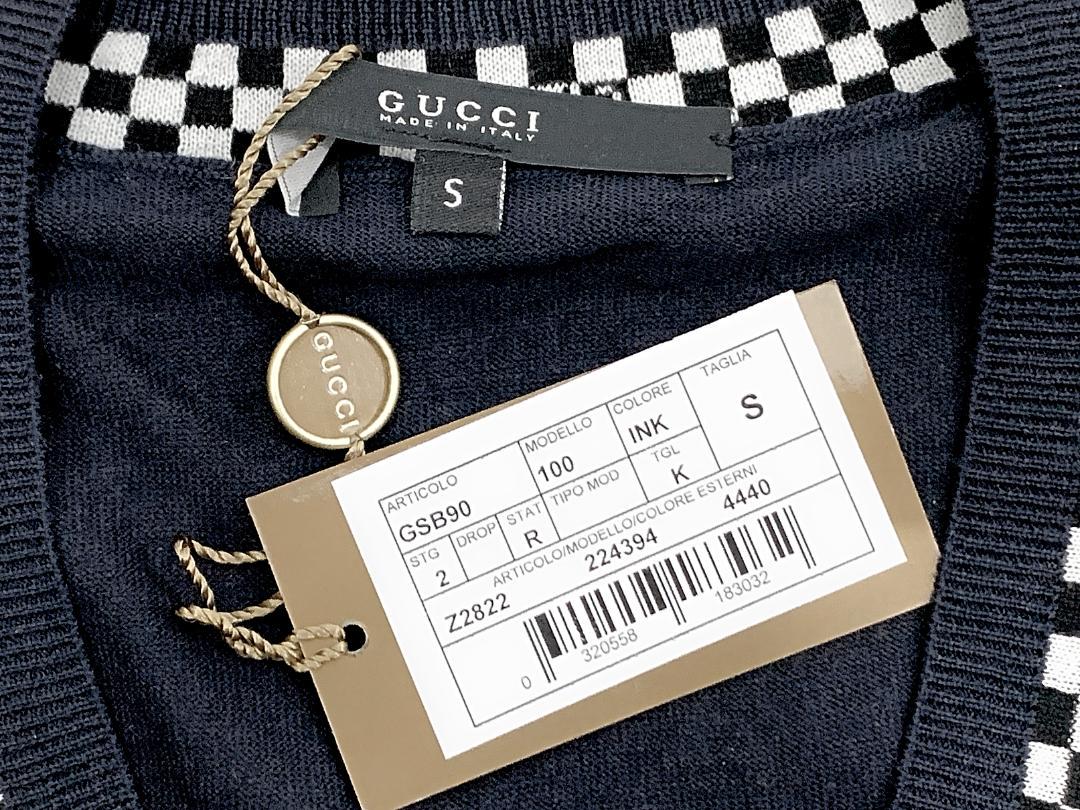 GUCCI
MADE IN ITALY
S
GUCCI
ARTICOLO
GSB90
MODELLO
100
COLORE
INK
TAGLIA
S
STG
2
DROP
STAT
R
TIPO MOD
TGL
K
ARTICOLO/MODELLO/COLORE ESTERNI
Z2822 224394 4440
0 320558 183032